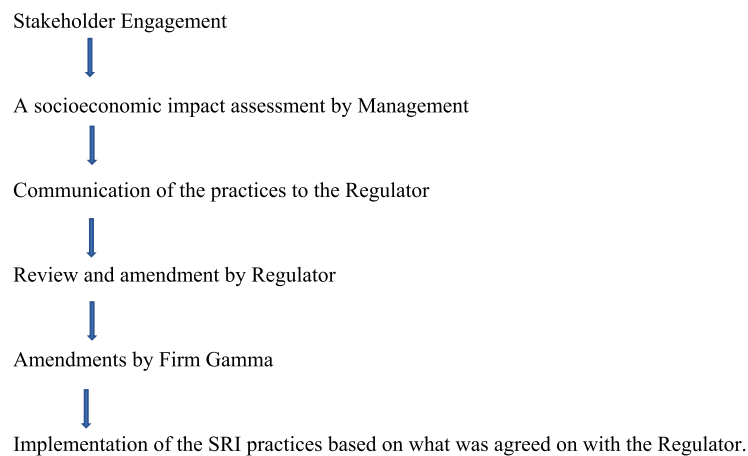 Stakeholder Engagement
A socioeconomic impact assessment by Management
Communication of the practices to the Regulator
Review and amendment by Regulator
Amendments by Firm Gamma
Implementation of the SRI practices based on what was agreed on with the Regulator.